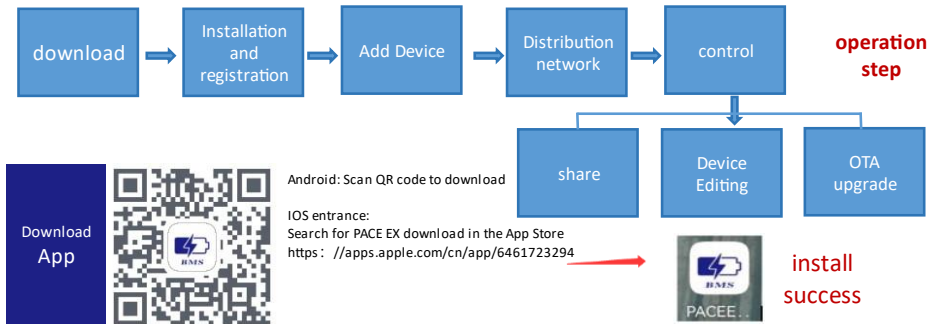 download
Installation
and
registration
Add Device
Distribution
network
control
operation
step
share
Device
Editing
OTA
upgrade
Download
App
BMS
Android: Scan QR code to download
IOS entrance:
Search for PACE EX download in the App Store
https：//apps.apple.com/cn/app/6461723294
BMS
PACEE..
install
success